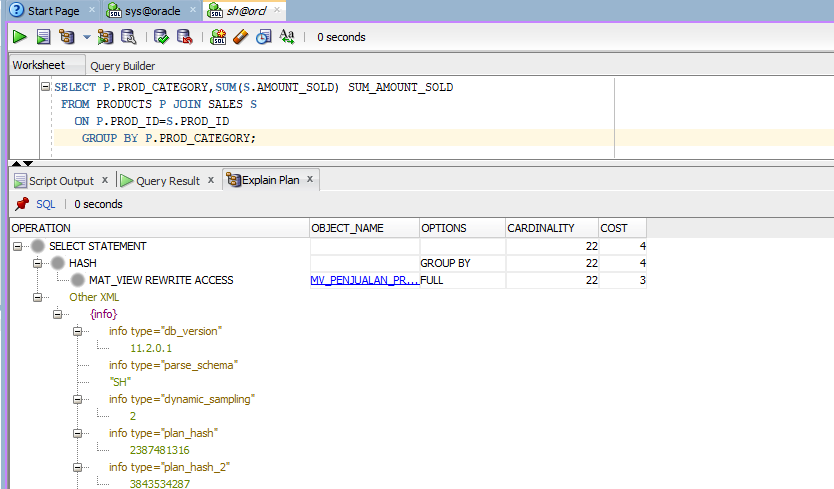 Start Page
sys@oracle
sh@orcl
0 seconds
Worksheet Query Builder
SELECT P.PROD_CATEGORY,SUM(S.AMOUNT_SOLD) SUM_AMOUNT_SOLD
FROM PRODUCTS P JOIN SALES S
ON P.PROD_ID=S.PROD_ID
GROUP BY P.PROD_CATEGORY;
Script Output x Query Result x Explain Plan x
SQL | 0 seconds
OPERATION OBJECT_NAME OPTIONS CARDINALITY COST
SELECT STATEMENT 22 4
HASH GROUP BY 22 4
MAT_VIEW REWRITE ACCESS MV_PENJUALAN_PR... FULL 22 3
Other XML
{info}
info type="db_version"
11.2.0.1
info type="parse_schema"
"SH"
info type="dynamic_sampling"
2
info type="plan_hash"
2387481316
info type="plan_hash_2"
3843534287